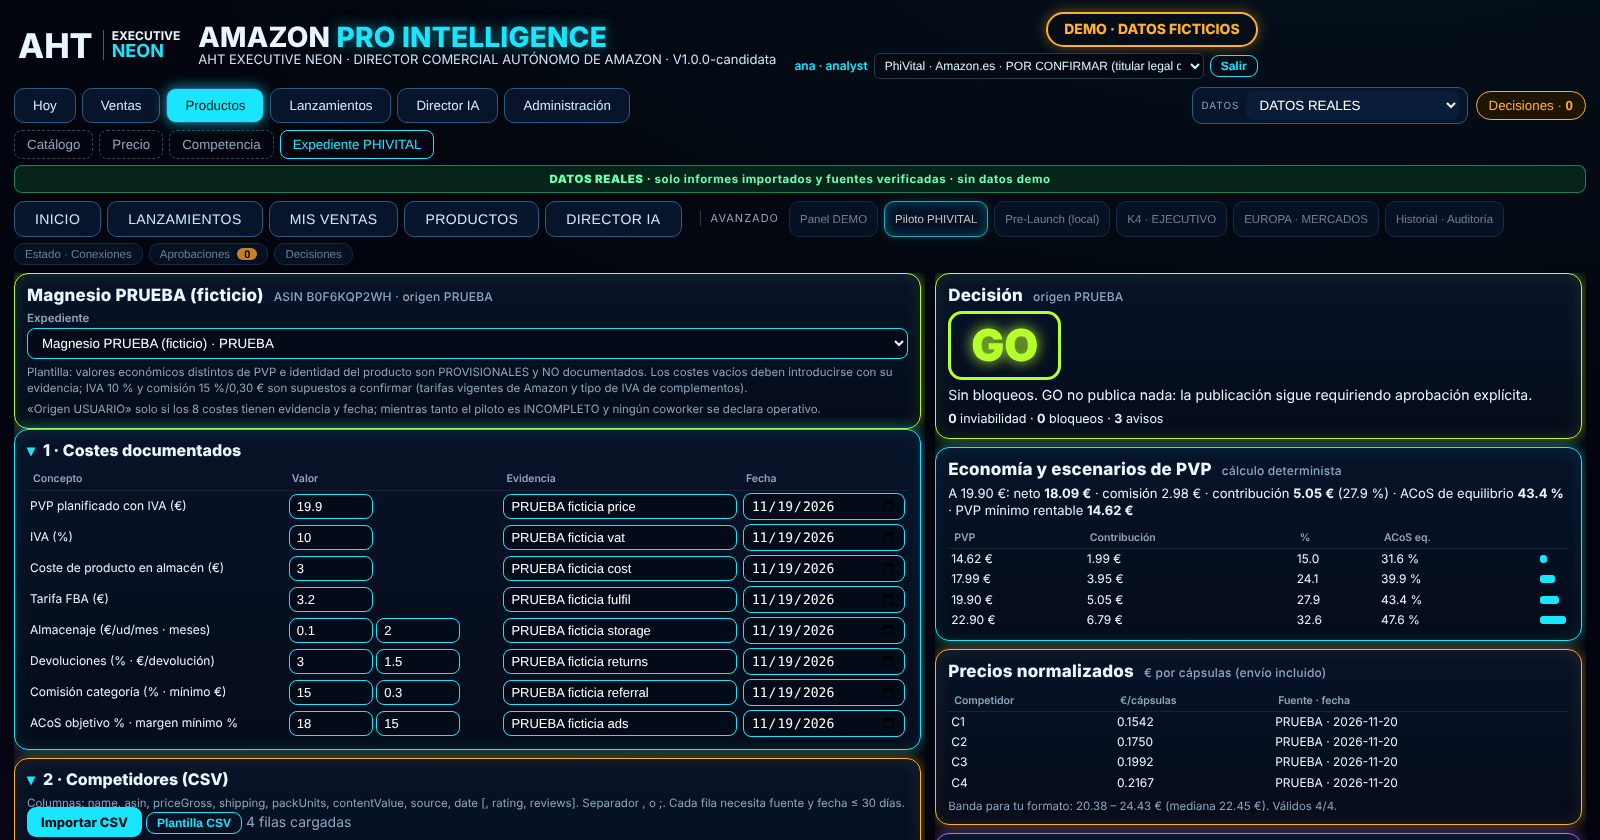 AHT EXECUTIVE NEON
AMAZON PRO INTELLIGENCE
AHT EXECUTIVE NEON · DIRECTOR COMERCIAL AUTÓNOMO DE AMAZON · V1.0.0-candidata
DEMO · DATOS FICTICIOS
ana · analyst
PhiVital · Amazon.es · POR CONFIRMAR (titular legal c
Salir
Hoy
Ventas
Productos
Lanzamientos
Director IA
Administración
DATOS DATOS REALES
Decisiones · 0
Catálogo
Precio
Competencia
Expediente PHIVITAL
DATOS REALES · solo informes importados y fuentes verificadas · sin datos demo
INICIO
LANZAMIENTOS
MIS VENTAS
PRODUCTOS
DIRECTOR IA
AVANZADO
Panel DEMO
Piloto PHIVITAL
Pre-Launch (local)
K4 · EJECUTIVO
EUROPA · MERCADOS
Historial · Auditoría
Estado · Conexiones
Aprobaciones 0
Decisiones
Magnesio PRUEBA (ficticio) ASIN B0F6KQP2WH · origen PRUEBA
Expediente
Magnesio PRUEBA (ficticio) · PRUEBA
Plantilla: valores económicos distintos de PVP e identidad del producto son PROVISIONALES y NO documentados. Los costes vacíos deben introducirse con su
evidencia; IVA 10 % y comisión 15 %/0,30 € son supuestos a confirmar (tarifas vigentes de Amazon y tipo de IVA de complementos).
«Origen USUARIO» solo si los 8 costes tienen evidencia y fecha; mientras tanto el piloto es INCOMPLETO y ningún coworker se declara operativo.
▼ 1 · Costes documentados
Concepto Valor Evidencia Fecha
PVP planificado con IVA (€) 19.9 PRUEBA ficticia price 11/19/2026
IVA (%) 10 PRUEBA ficticia vat 11/19/2026
Coste de producto en almacén (€) 3 PRUEBA ficticia cost 11/19/2026
Tarifa FBA (€) 3.2 PRUEBA ficticia fulfil 11/19/2026
Almacenaje (€/ud/mes · meses) 0.1 2 PRUEBA ficticia storage 11/19/2026
Devoluciones (% · €/devolución) 3 1.5 PRUEBA ficticia returns 11/19/2026
Comisión categoría (% · mínimo €) 15 0.3 PRUEBA ficticia referral 11/19/2026
ACoS objetivo % · margen mínimo % 18 15 PRUEBA ficticia ads 11/19/2026
▼ 2 · Competidores (CSV)
Columnas: name, asin, priceGross, shipping, packUnits, contentValue, source, date [, rating, reviews]. Separador , o ;. Cada fila necesita fuente y fecha ≤ 30 días.
Importar CSV
Plantilla CSV
4 filas cargadas
Decisión origen PRUEBA
GO
Sin bloqueos. GO no publica nada: la publicación sigue requiriendo aprobación explícita.
0 inviabilidad · 0 bloqueos · 3 avisos
Economía y escenarios de PVP cálculo determinista
A 19.90 €: neto 18.09 € · comisión 2.98 € · contribución 5.05 € (27.9 %) · ACoS de equilibrio 43.4 %
· PVP mínimo rentable 14.62 €
PVP Contribución % ACoS eq.
14.62 € 1.99 € 15.0 31.6 %
17.99 € 3.95 € 24.1 39.9 %
19.90 € 5.05 € 27.9 43.4 %
22.90 € 6.79 € 32.6 47.6 %
Precios normalizados € por cápsulas (envío incluido)
Competidor €/cápsulas Fuente · fecha
C1 0.1542 PRUEBA · 2026-11-20
C2 0.1750 PRUEBA · 2026-11-20
C3 0.1992 PRUEBA · 2026-11-20
C4 0.2167 PRUEBA · 2026-11-20
Banda para tu formato: 20.38 – 24.43 € (mediana 22.45 €). Válidos 4/4.